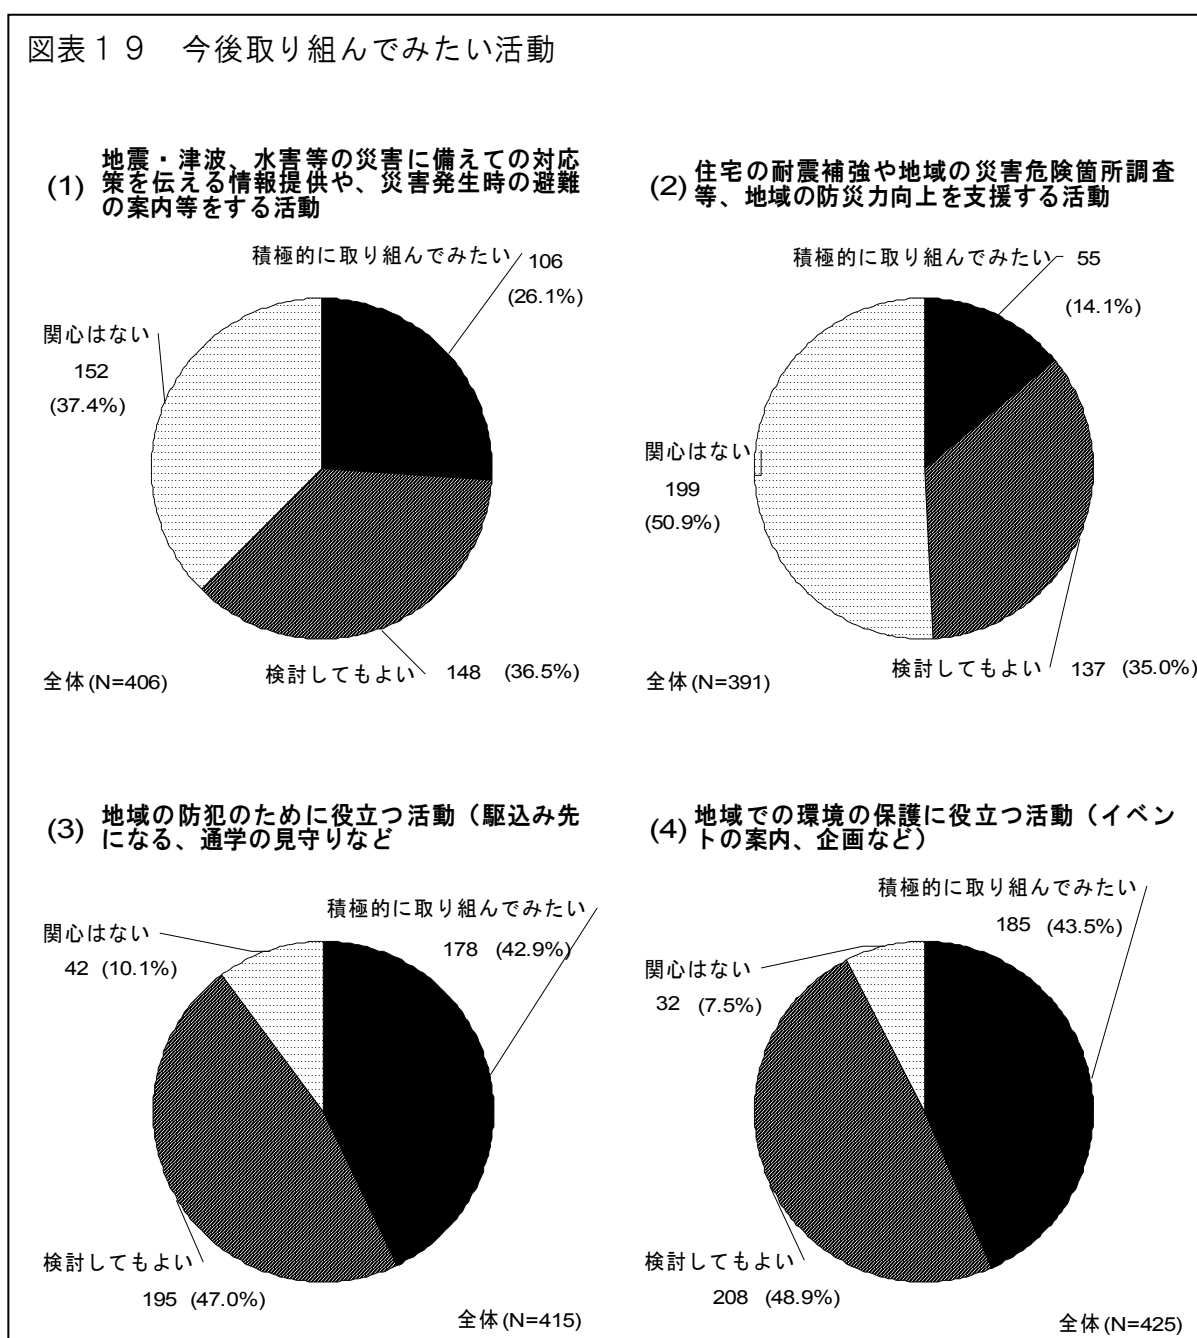 図表１９　今後取り組んでみたい活動
(1) 地震・津波、水害等の災害に備えての対応
策を伝える情報提供や、災害発生時の避難
の案内等をする活動
積極的に取り組んでみたい 106
(26.1%)
関心はない
152
(37.4%)
検討してもよい 148 (36.5%)
全体(N=406)
(2) 住宅の耐震補強や地域の災害危険箇所調査
等、地域の防災力向上を支援する活動
積極的に取り組んでみたい 55
(14.1%)
関心はない
199
(50.9%)
検討してもよい 137 (35.0%)
全体(N=391)
(3) 地域の防犯のために役立つ活動（駆込み先
になる、通学の見守りなど
積極的に取り組んでみたい
178 (42.9%)
関心はない
42 (10.1%)
検討してもよい
195 (47.0%)
全体(N=415)
(4) 地域での環境の保護に役立つ活動（イベン
トの案内、企画など）
積極的に取り組んでみたい
185 (43.5%)
関心はない
32 (7.5%)
検討してもよい
208 (48.9%)
全体(N=425)